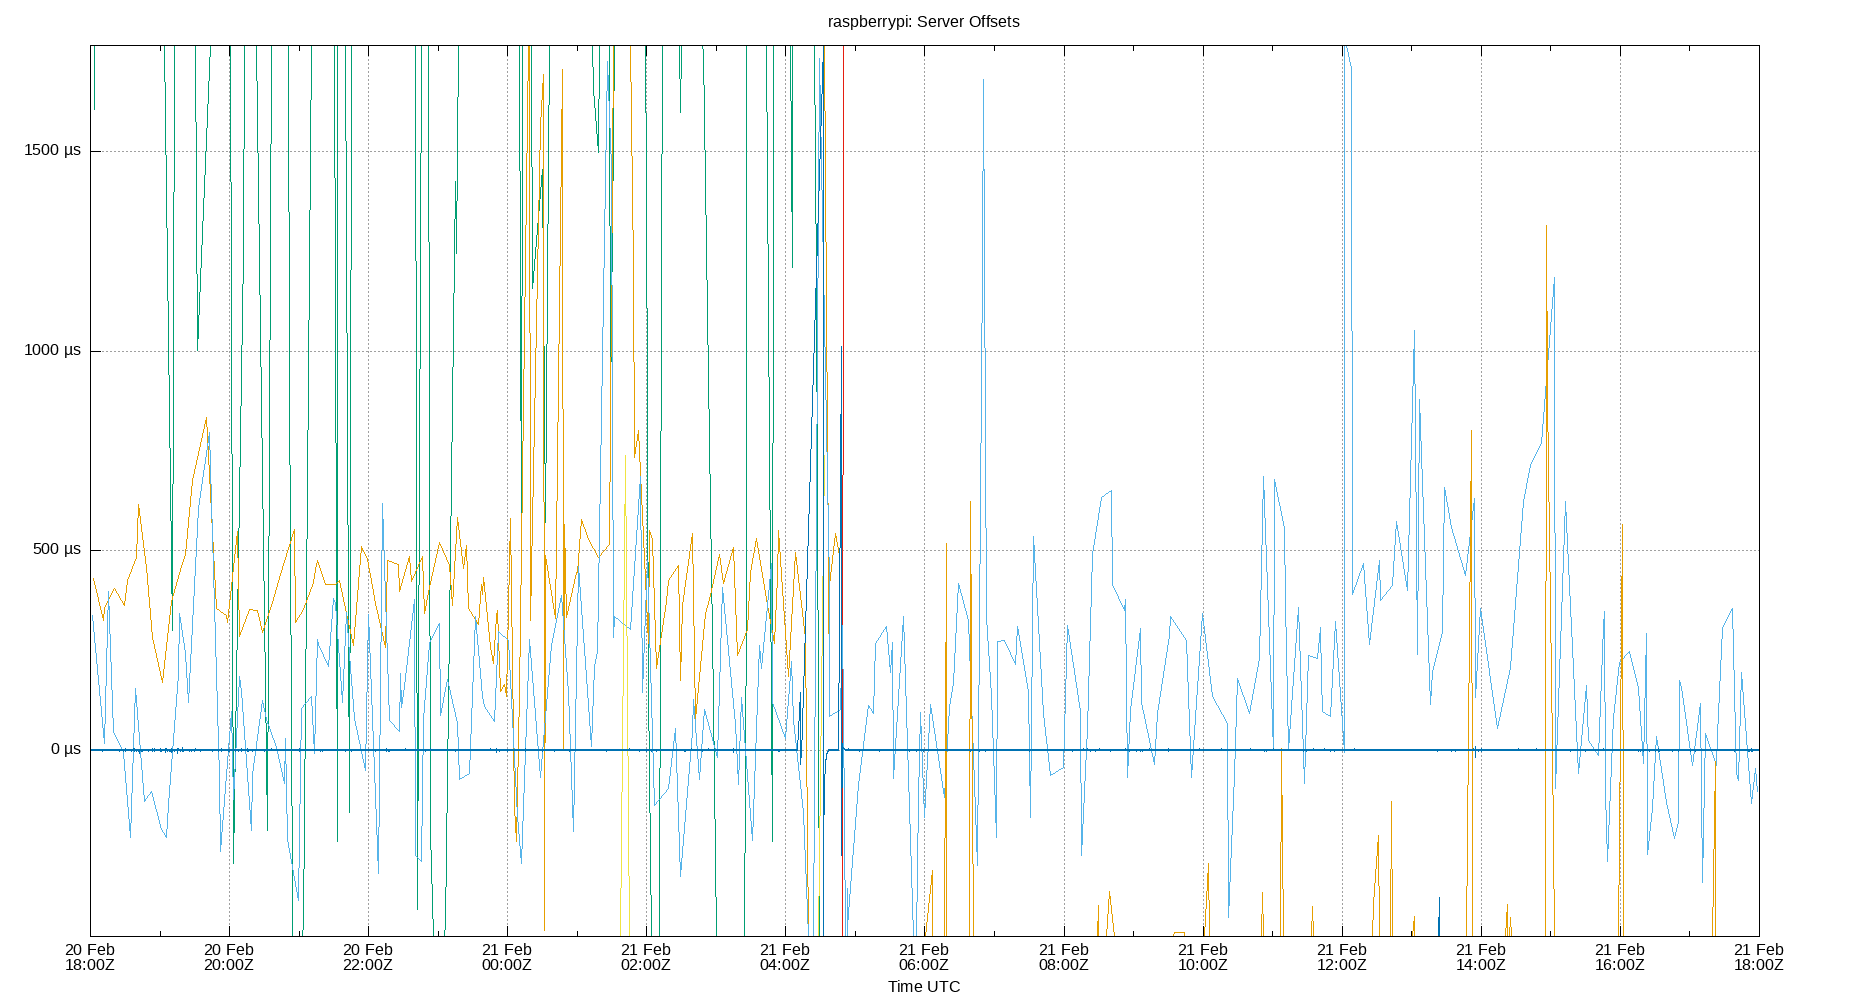 raspberrypi: Server Offsets
1500 µs
1000 µs
500 µs
0 µs
20 Feb 20 Feb 20 Feb 21 Feb 21 Feb 21 Feb 21 Feb 21 Feb 21 Feb 21 Feb 21 Feb 21 Feb 21 Feb
18:00Z 20:00Z 22:00Z 00:00Z 02:00Z 04:00Z 06:00Z 08:00Z 10:00Z 12:00Z 14:00Z 16:00Z 18:00Z
Time UTC